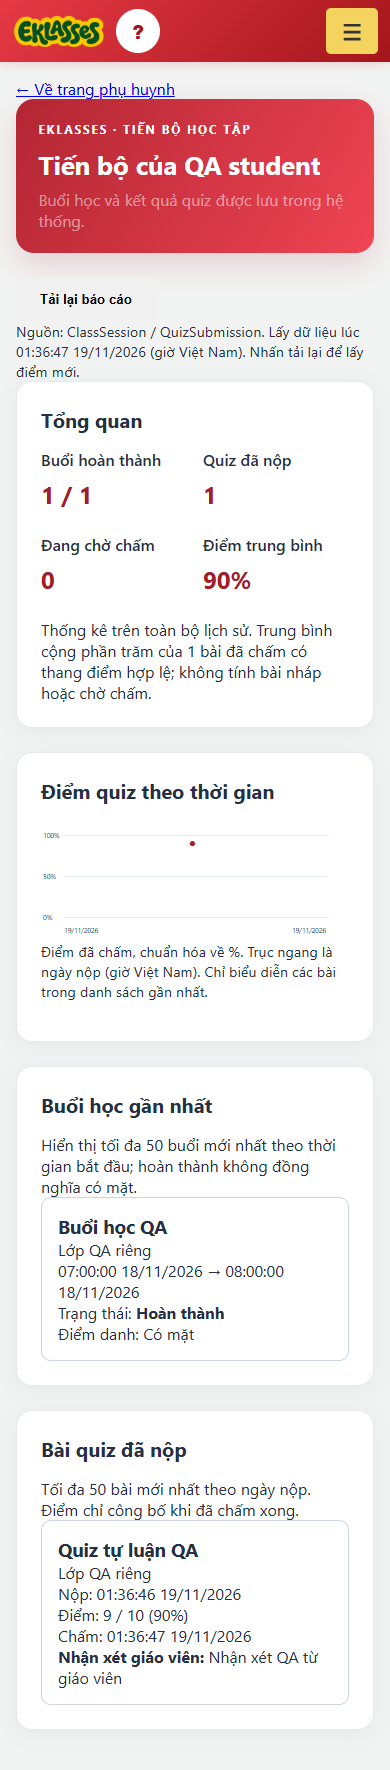 EKLASSES
?
☰
← Về trang phụ huynh
EKLASSES · TIẾN BỘ HỌC TẬP
Tiến bộ của QA student
Buổi học và kết quả quiz được lưu trong hệ
thống.
Tải lại báo cáo
Nguồn: ClassSession / QuizSubmission. Lấy dữ liệu lúc
01:36:47 19/11/2026 (giờ Việt Nam). Nhấn tải lại để lấy
điểm mới.
Tổng quan
Buổi hoàn thành
1 / 1
Quiz đã nộp
1
Đang chờ chấm
0
Điểm trung bình
90%
Thống kê trên toàn bộ lịch sử. Trung bình
cộng phần trăm của 1 bài đã chấm có
thang điểm hợp lệ; không tính bài nháp
hoặc chờ chấm.
Điểm quiz theo thời gian
100%
50%
0%
19/11/2026
19/11/2026
Điểm đã chấm, chuẩn hóa về %. Trục ngang là
ngày nộp (giờ Việt Nam). Chỉ biểu diễn các bài
trong danh sách gần nhất.
Buổi học gần nhất
Hiển thị tối đa 50 buổi mới nhất theo thời
gian bắt đầu; hoàn thành không đồng
nghĩa có mặt.
Buổi học QA
Lớp QA riêng
07:00:00 18/11/2026 → 08:00:00
18/11/2026
Trạng thái: Hoàn thành
Điểm danh: Có mặt
Bài quiz đã nộp
Tối đa 50 bài mới nhất theo ngày nộp.
Điểm chỉ công bố khi đã chấm xong.
Quiz tự luận QA
Lớp QA riêng
Nộp: 01:36:46 19/11/2026
Điểm: 9 / 10 (90%)
Chấm: 01:36:47 19/11/2026
Nhận xét giáo viên: Nhận xét QA từ
giáo viên